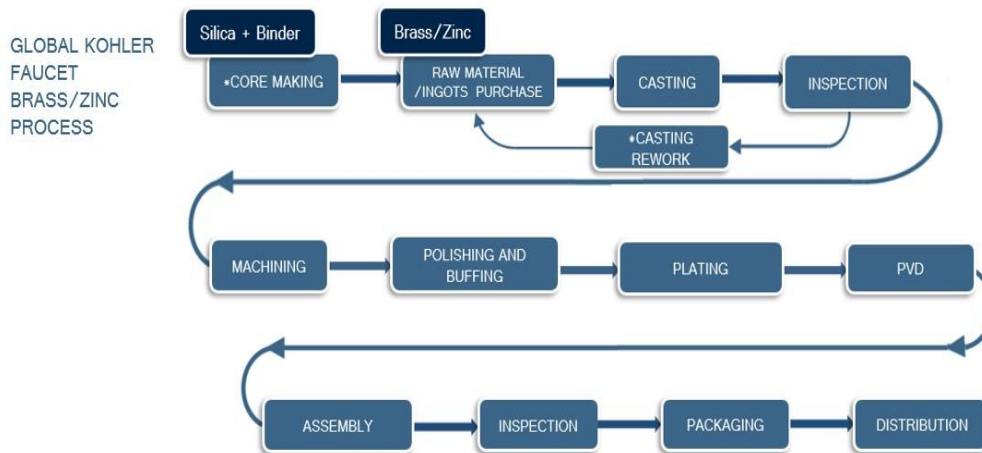 GLOBAL KOHLER
FAUCET
BRASS/ZINC
PROCESS
Silica + Binder
*CORE MAKING
Brass/Zinc
RAW MATERIAL
/INGOTS PURCHASE
CASTING
INSPECTION
*CASTING
REWORK
MACHINING
POLISHING AND
BUFFING
PLATING
PVD
ASSEMBLY
INSPECTION
PACKAGING
DISTRIBUTION